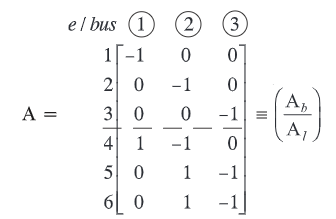 e / bus ① ② ③
1 -1 0 0
2 0 -1 0
A = 3 0 0 -1 ≡ (A_b / A_l)
4 1 -1 0
5 0 1 -1
6 0 1 -1